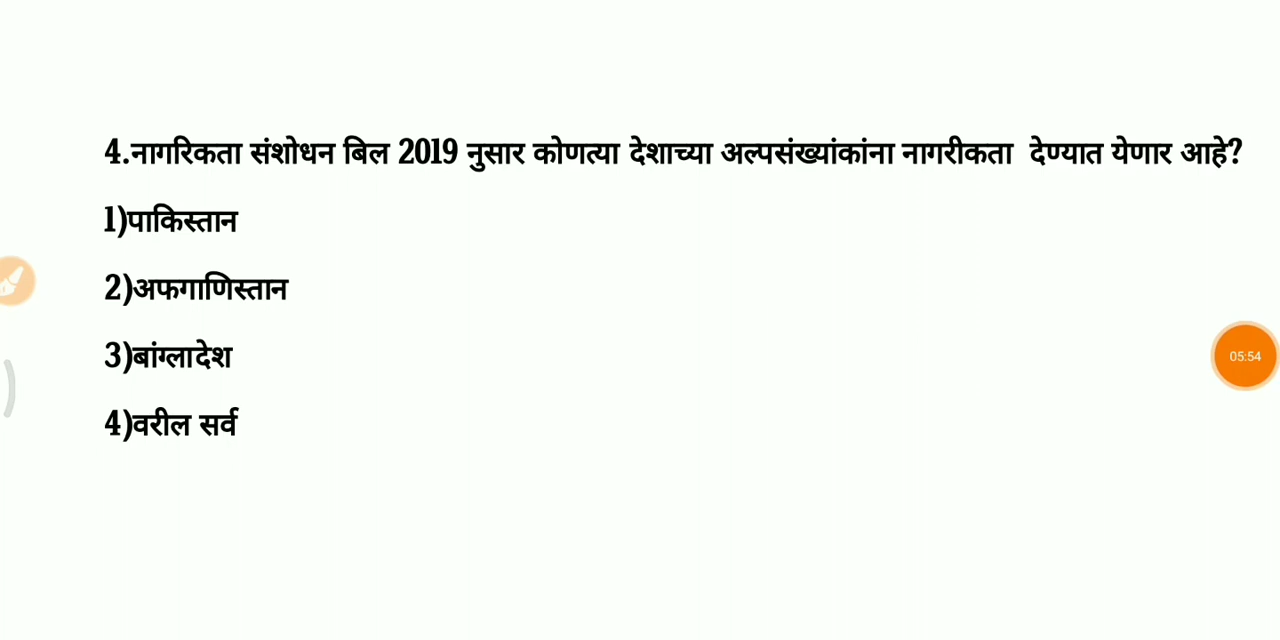 4.नागरिकता संशोधन बिल 2019 नुसार कोणत्या देशाच्या अल्पसंख्यांकांना नागरीकता देण्यात येणार आहे?
1)पाकिस्तान
2)अफगाणिस्तान
3)बांग्लादेश
4)वरील सर्व
05:54